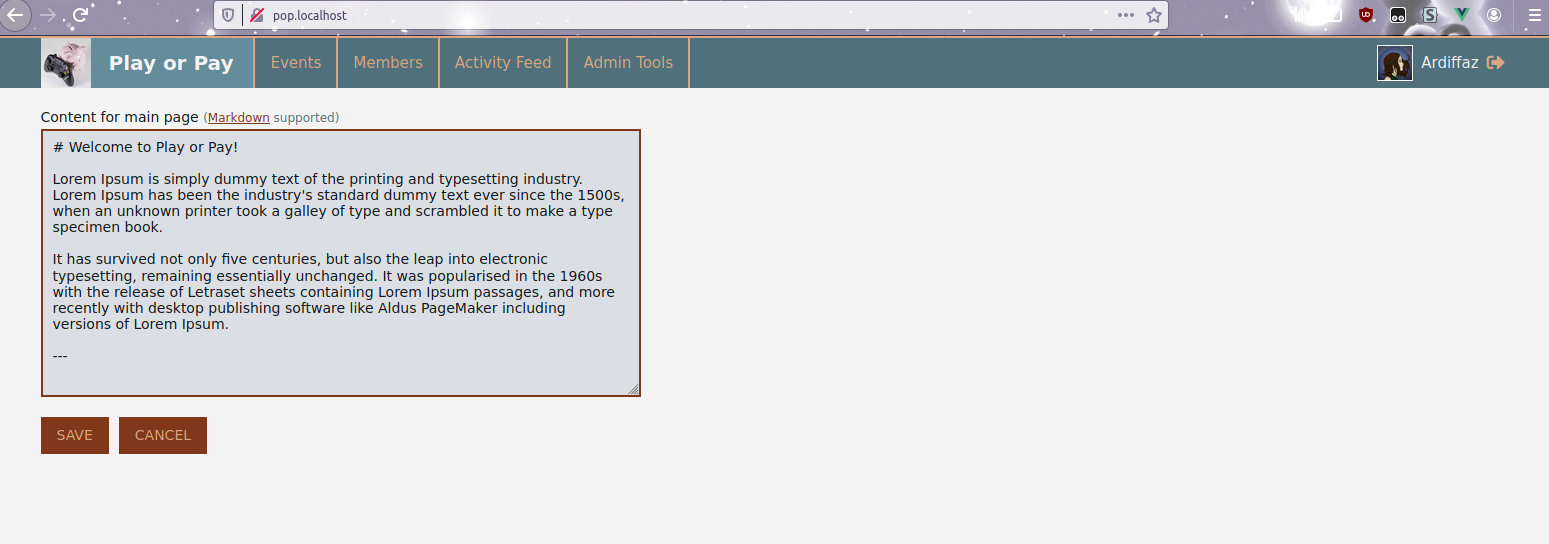 pop.localhost
Play or Pay
Events
Members
Activity Feed
Admin Tools
Ardiffaz
Content for main page (Markdown supported)
# Welcome to Play or Pay!
Lorem Ipsum is simply dummy text of the printing and typesetting industry.
Lorem Ipsum has been the industry's standard dummy text ever since the 1500s,
when an unknown printer took a galley of type and scrambled it to make a type
specimen book.
It has survived not only five centuries, but also the leap into electronic
typesetting, remaining essentially unchanged. It was popularised in the 1960s
with the release of Letraset sheets containing Lorem Ipsum passages, and more
recently with desktop publishing software like Aldus PageMaker including
versions of Lorem Ipsum.
---
SAVE
CANCEL